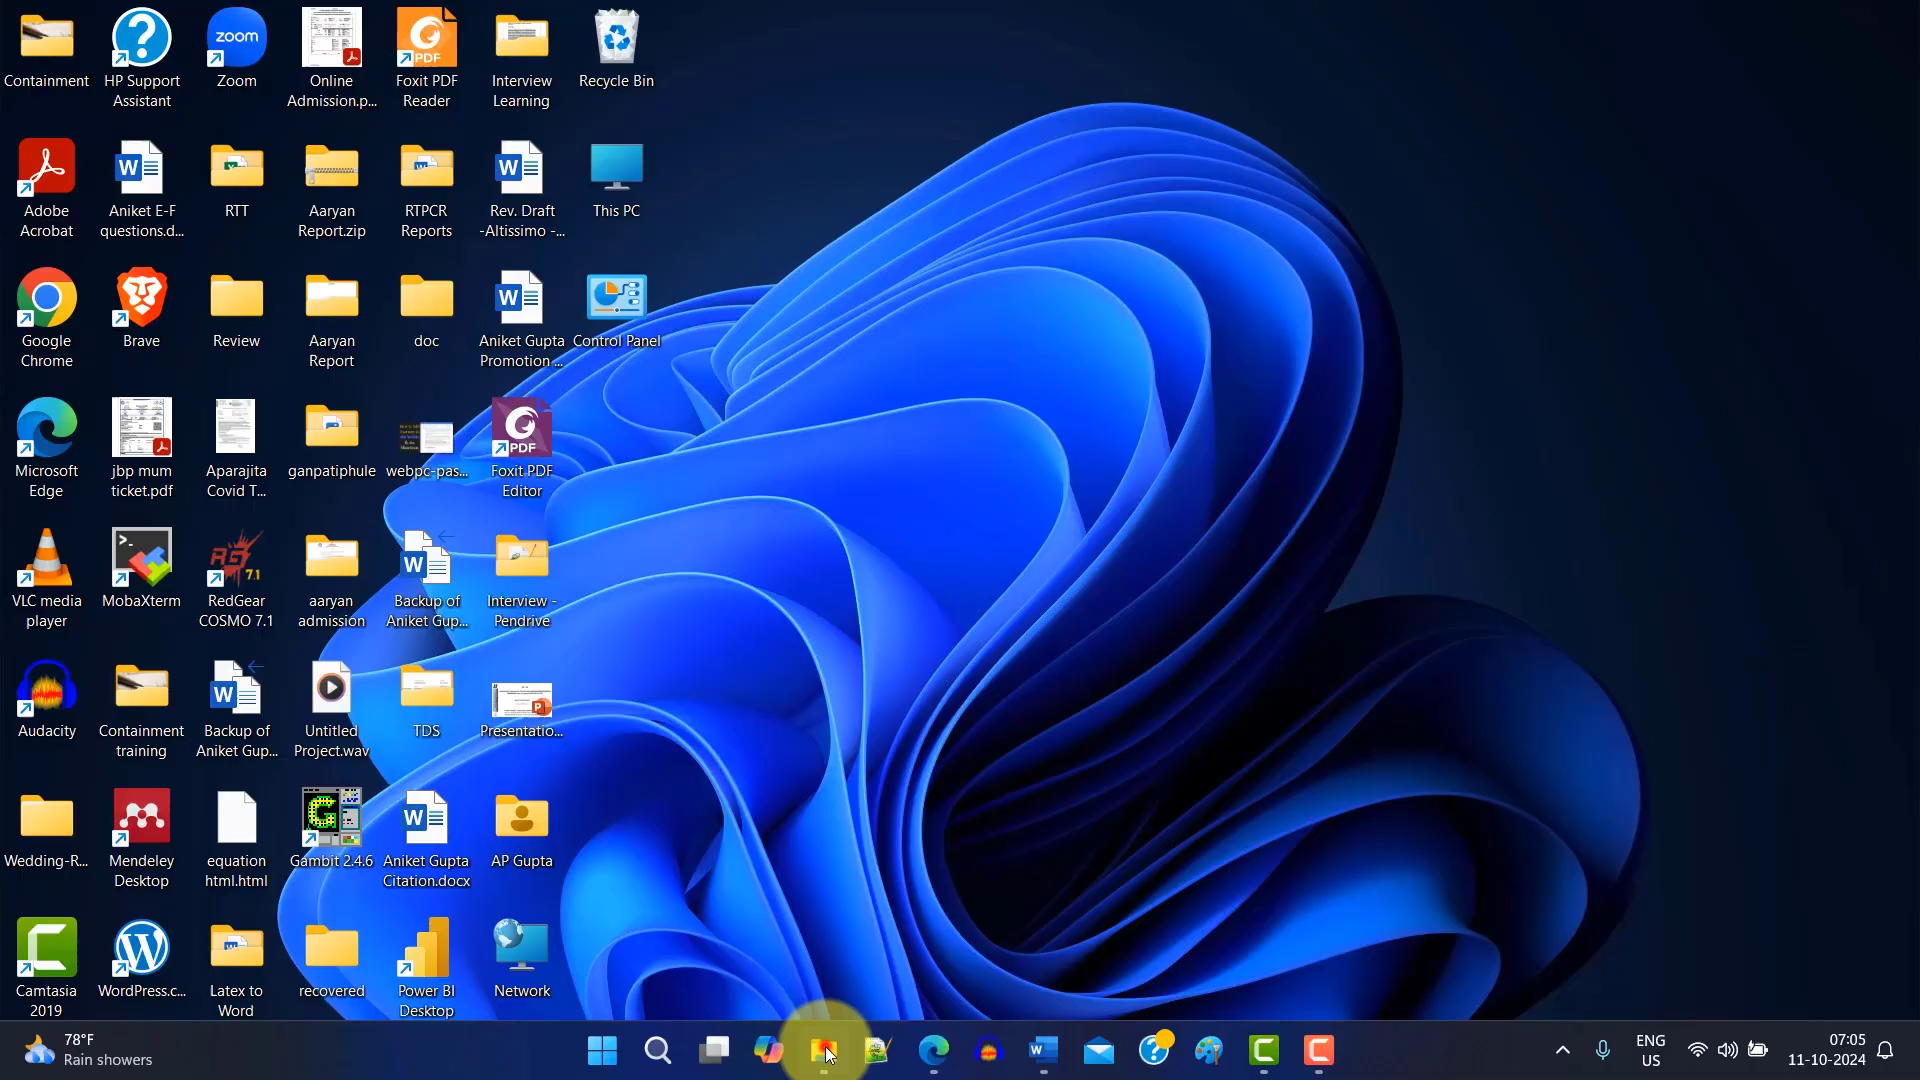 Containment
HP Support
Assistant
zoom
Zoom
Online
Admission.p...
PDF
Foxit PDF
Reader
Interview
Learning
Recycle Bin
Adobe
Acrobat
W
Aniket E-F
questions.d...
RTT
Aaryan
Report.zip
RTPCR
Reports
W
Rev. Draft
-Altissimo -...
This PC
Google
Chrome
Brave
Review
Aaryan
Report
doc
W
Aniket Gupta
Promotion ...
Control Panel
Microsoft
Edge
jbp mum
ticket.pdf
Aparajita
Covid T...
ganpatiphule
webpc-pas...
PDF
Foxit PDF
Editor
VLC media
player
MobaXterm
RG
7.1
RedGear
COSMO 7.1
aaryan
admission
W
Backup of
Aniket Gup...
Interview -
Pendrive
Audacity
Containment
training
W
Backup of
Aniket Gup...
Untitled
Project.wav
TDS
Presentatio...
Wedding-R...
Mendeley
Desktop
equation
html.html
G
Gambit 2.4.6
W
Aniket Gupta
Citation.docx
AP Gupta
Camtasia
2019
WordPress.c...
Latex to
Word
recovered
Power BI
Desktop
Network
78°F
Rain showers
ENG
US
07:05
11-10-2024